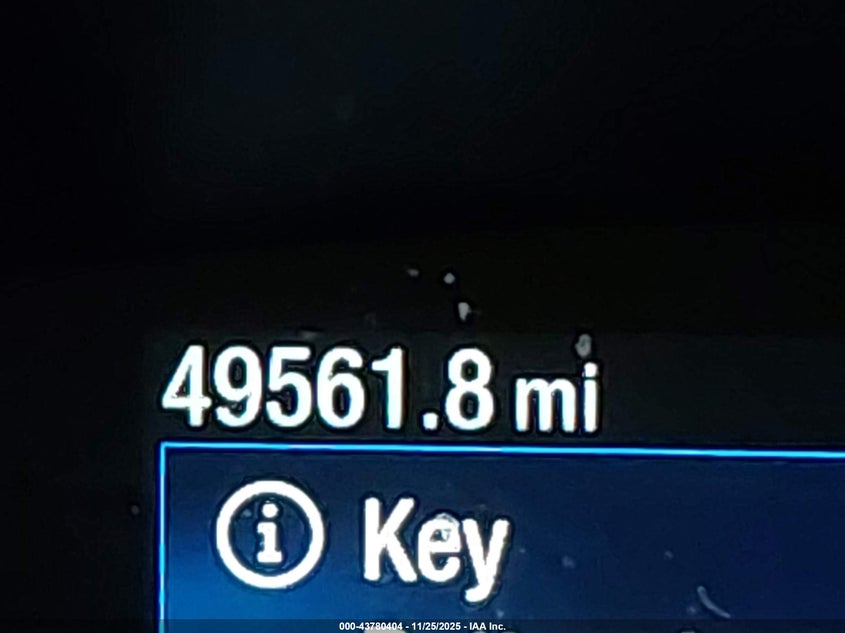 49561.8 mi
i Key
000-43780404 - 11/25/2025 - IAA Inc.